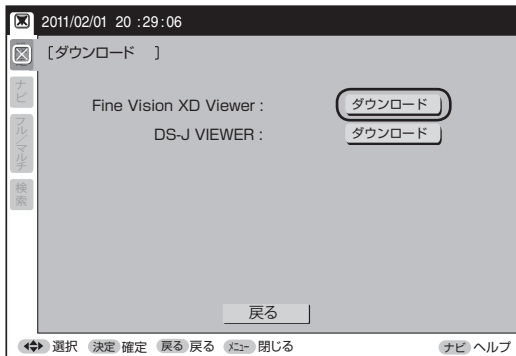 2011/02/01 20:29:06
[ダウンロード ]
ナビ
フル/マルチ
検索
Fine Vision XD Viewer : ダウンロード
DS-J VIEWER : ダウンロード
戻る
選択 決定 確定 戻る 戻る メニュー 閉じる ナビ ヘルプ